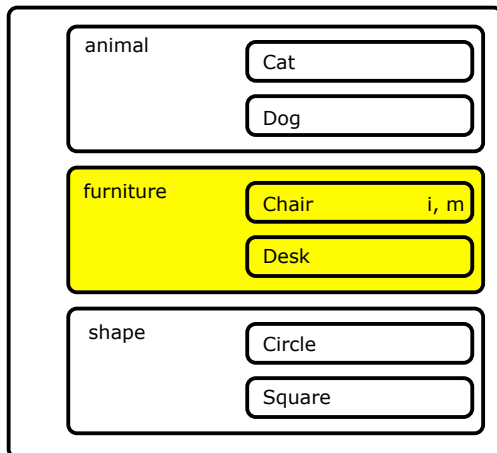 animal
Cat
Dog
furniture
Chair i, m
Desk
shape
Circle
Square